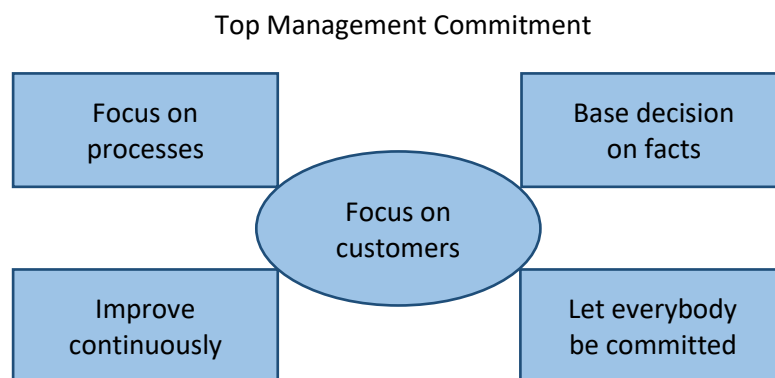 Top Management Commitment
Focus on
processes
Base decision
on facts
Focus on
customers
Improve
continuously
Let everybody
be committed